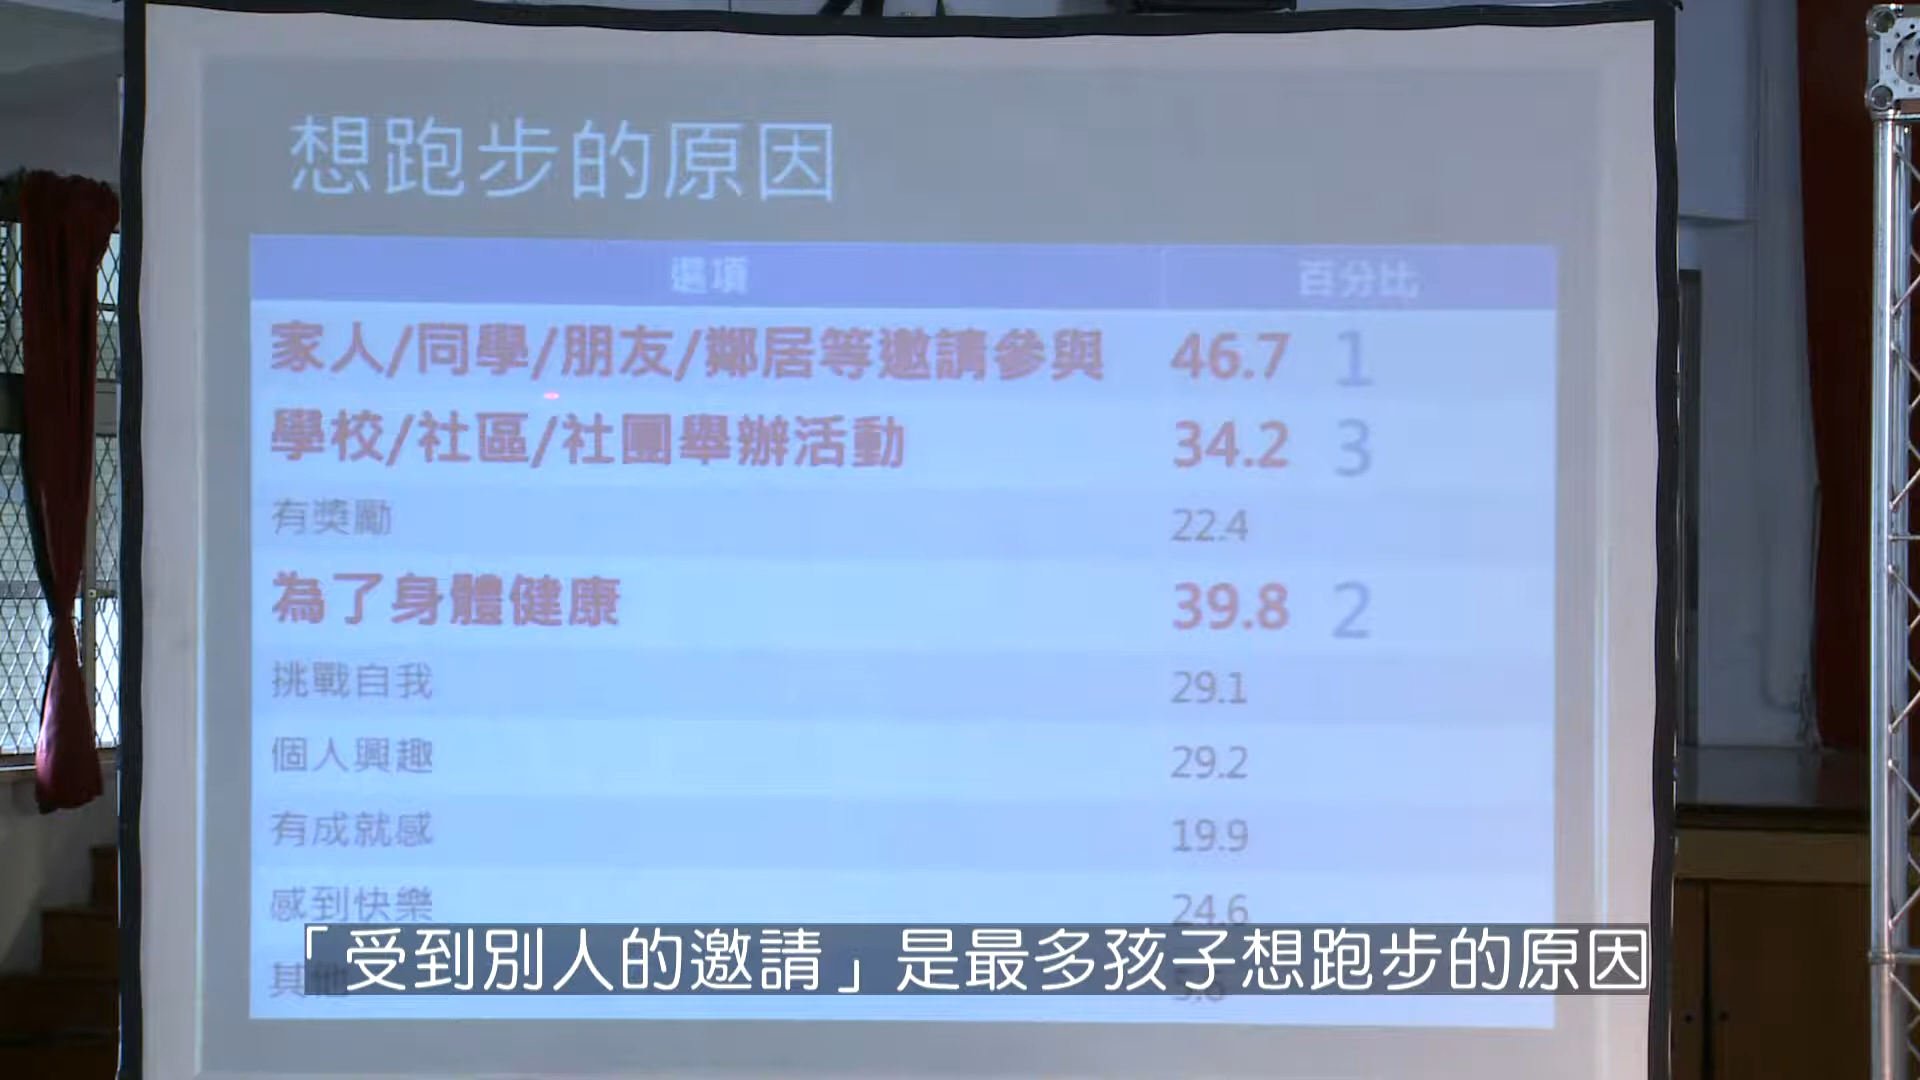 想跑步的原因
選項 百分比
家人/同學/朋友/鄰居等邀請參與 46.7 1
學校/社區/社團舉辦活動 34.2 3
有獎勵 22.4
為了身體健康 39.8 2
挑戰自我 29.1
個人興趣 29.2
有成就感 19.9
感到快樂 24.6
「受到別人的邀請」是最多孩子想跑步的原因
其他